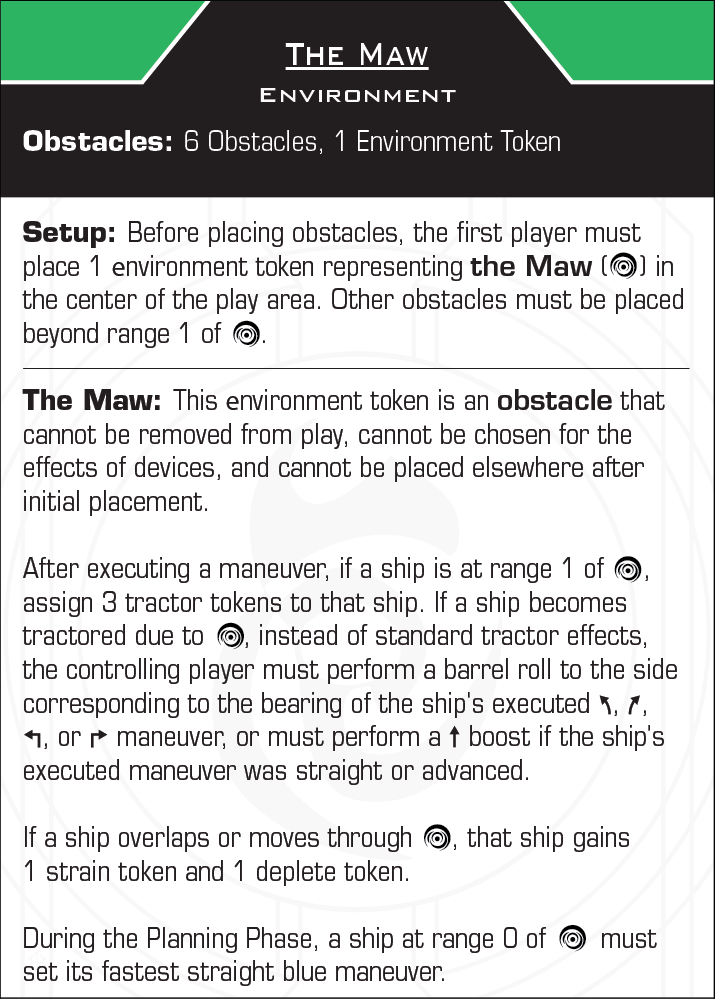 The Maw
Environment
Obstacles: 6 Obstacles, 1 Environment Token
Setup: Before placing obstacles, the first player must
place 1 environment token representing the Maw () in
the center of the play area. Other obstacles must be placed
beyond range 1 of .
The Maw: This environment token is an obstacle that
cannot be removed from play, cannot be chosen for the
effects of devices, and cannot be placed elsewhere after
initial placement.
After executing a maneuver, if a ship is at range 1 of ,
assign 3 tractor tokens to that ship. If a ship becomes
tractored due to , instead of standard tractor effects,
the controlling player must perform a barrel roll to the side
corresponding to the bearing of the ship's executed , ,
, or maneuver, or must perform a boost if the ship's
executed maneuver was straight or advanced.
If a ship overlaps or moves through , that ship gains
1 strain token and 1 deplete token.
During the Planning Phase, a ship at range 0 of must
set its fastest straight blue maneuver.